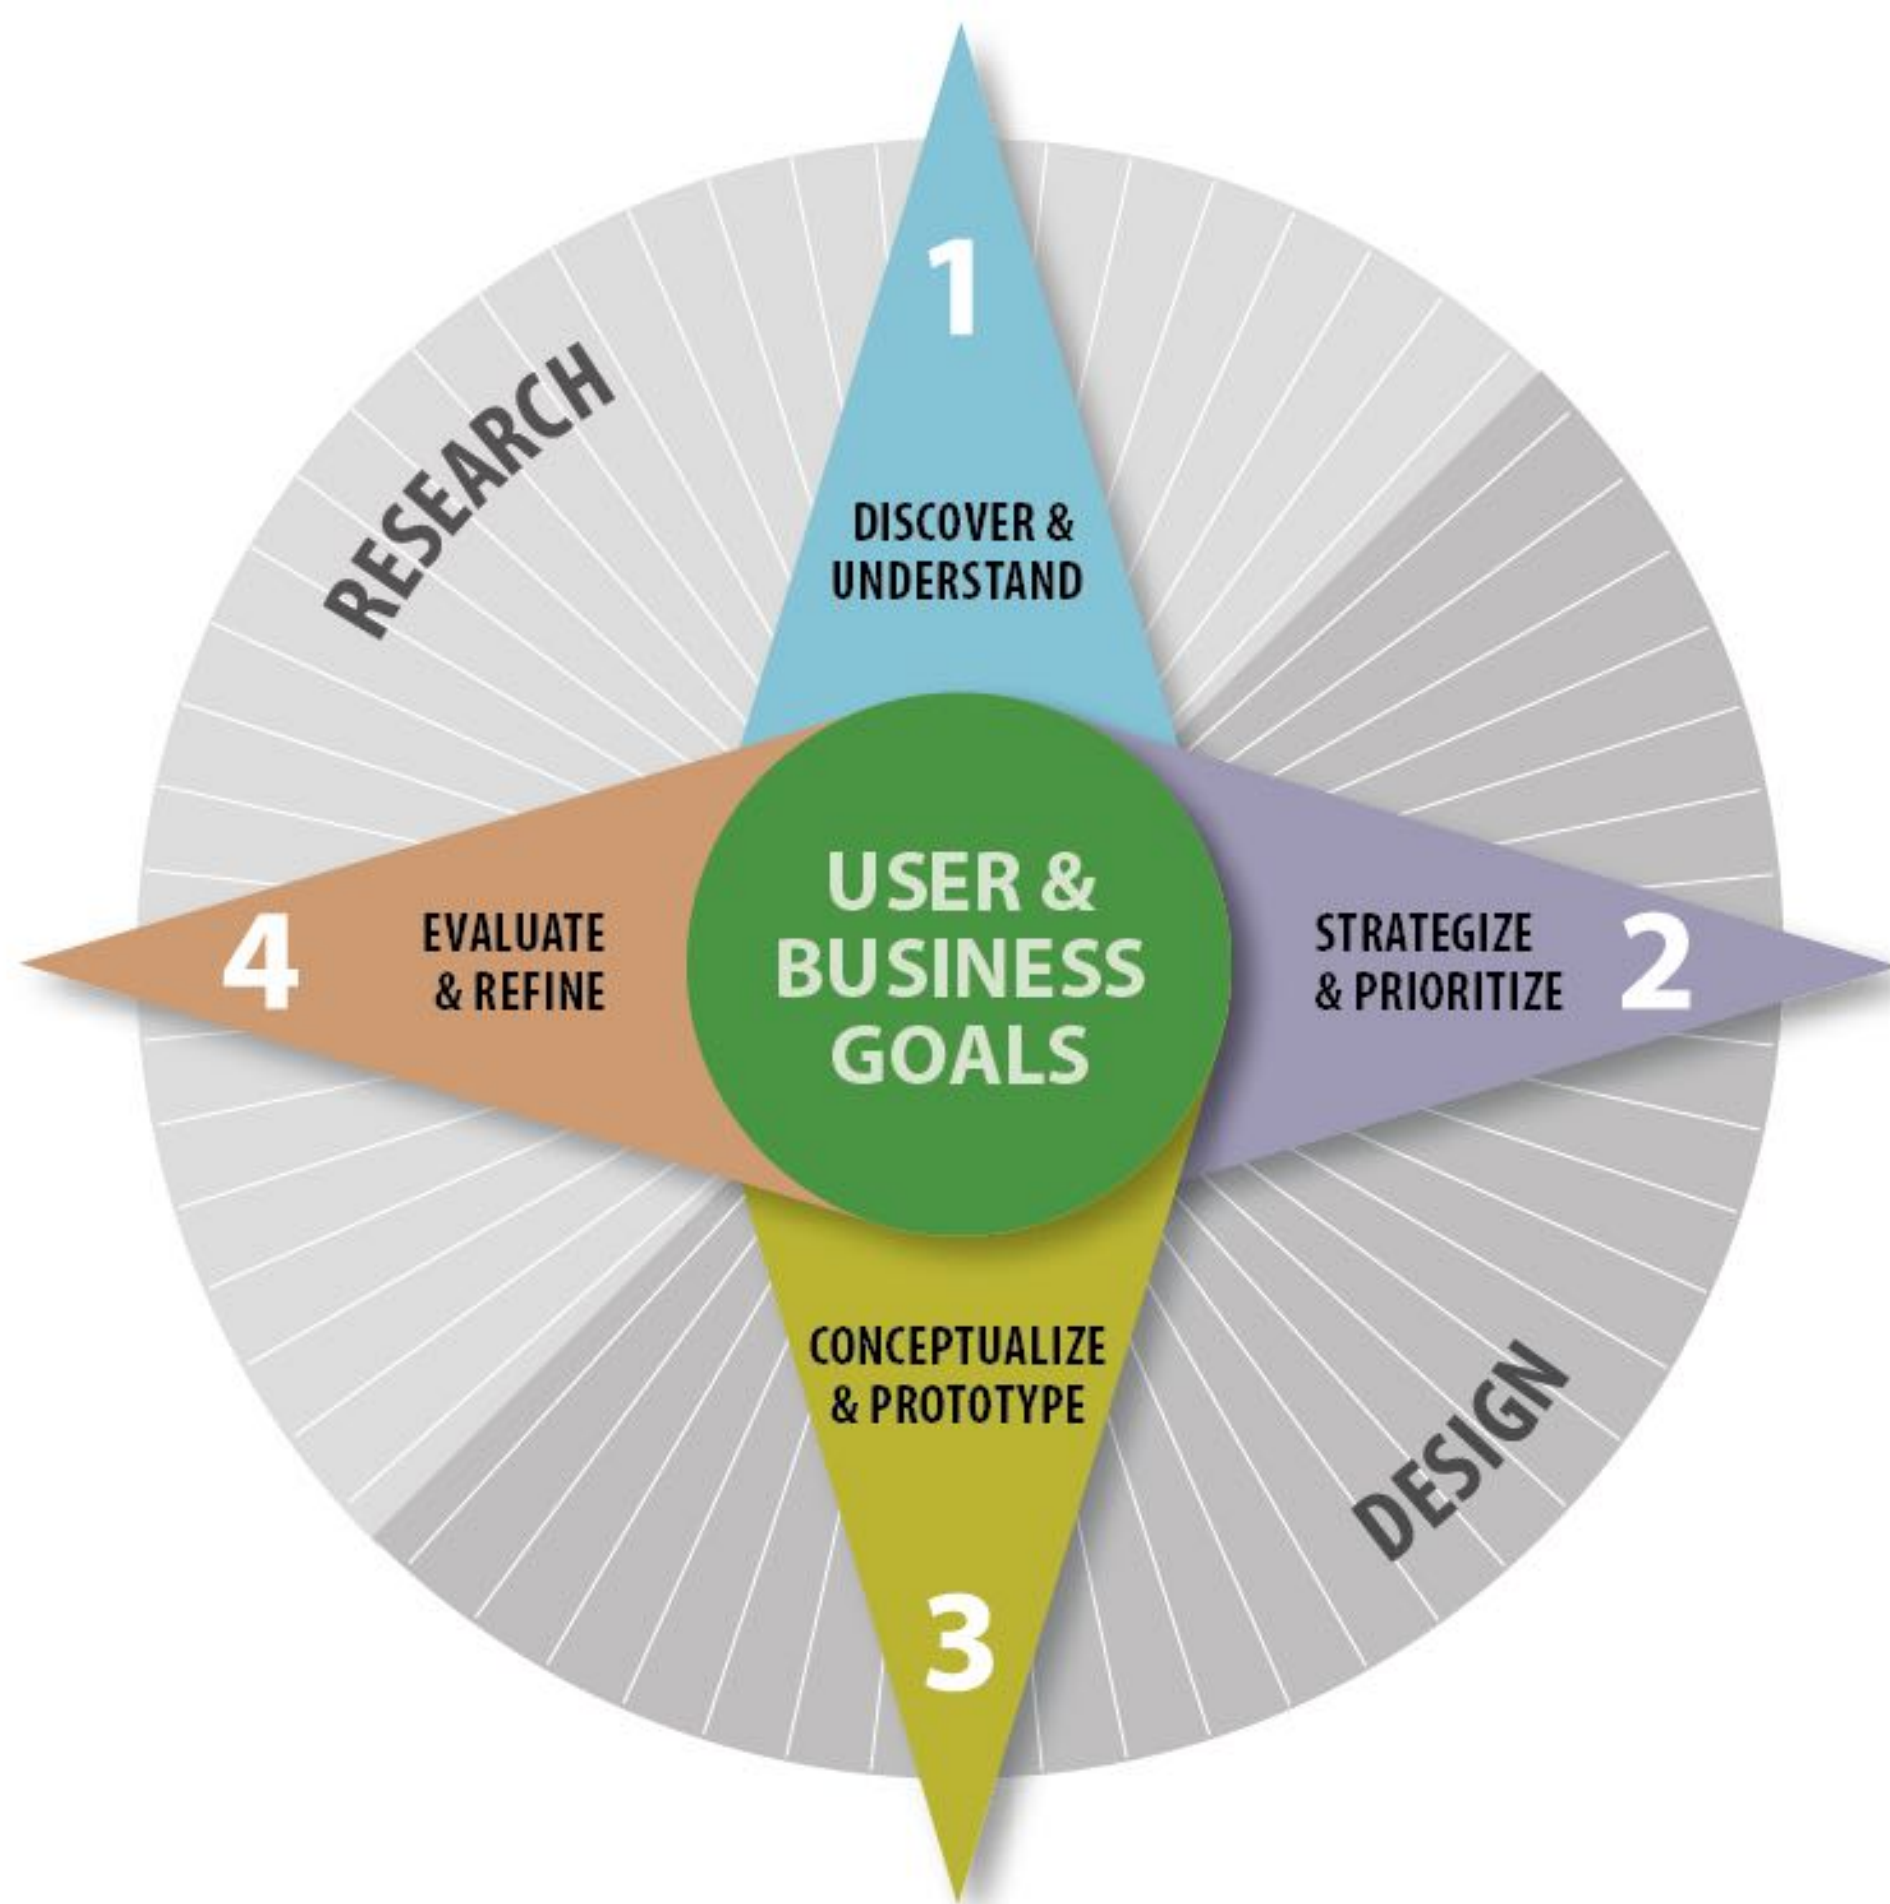 1
DISCOVER &
UNDERSTAND
RESEARCH
USER &
BUSINESS
GOALS
STRATEGIZE
& PRIORITIZE
2
CONCEPTUALIZE
& PROTOTYPE
3
4
EVALUATE
& REFINE
DESIGN